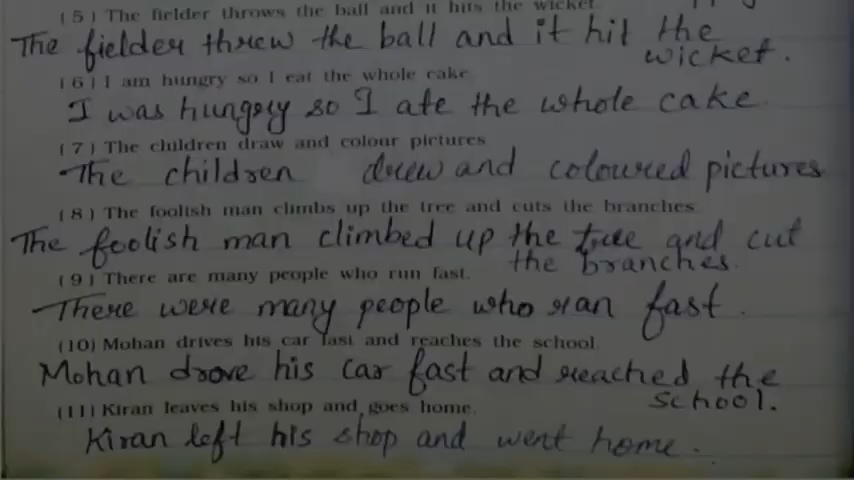 (5) The fielder throws the ball and it hits the wicket.
The fielder threw the ball and it hit the
wicket.
(6) I am hungry so I eat the whole cake
I was hungry so I ate the whole cake
(7) The children draw and colour pictures
The children drew and coloured pictures
(8) The foolish man climbs up the tree and cuts the branches
The foolish man climbed up the tree and cut
the branches.
(9) There are many people who run fast.
There were many people who ran fast.
(10) Mohan drives his car fast and reaches the school.
Mohan drove his car fast and reached the
school.
(11) Kiran leaves his shop and goes home.
Kiran left his shop and went home.